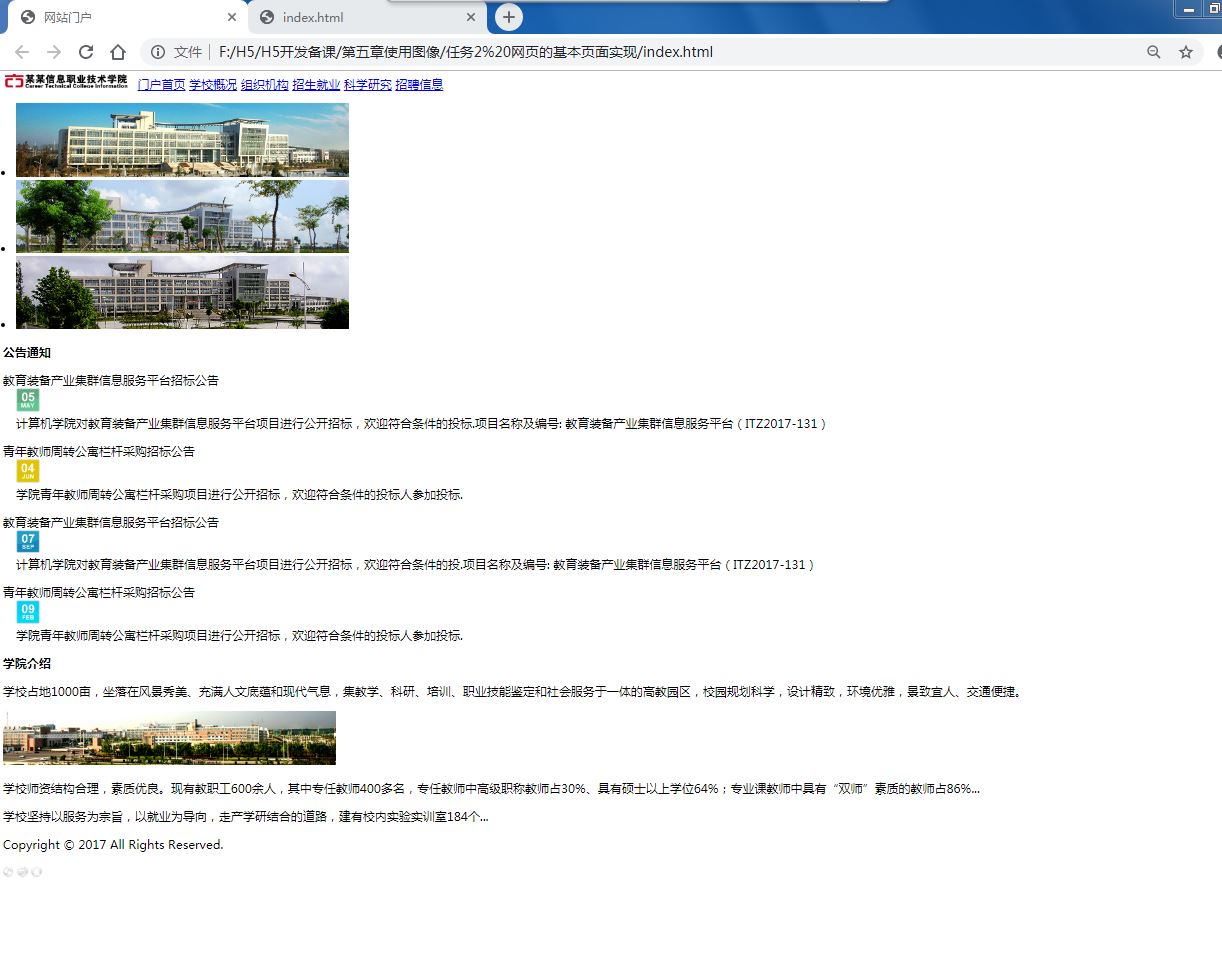 网站门户
index.html
文件 F:/H5/H5开发备课/第五章使用图像/任务2%20网页的基本页面实现/index.html
某某信息职业技术学院
Career Technical College Information
门户首页 学校概况 组织机构 招生就业 科学研究 招聘信息
公告通知
教育装备产业集群信息服务平台招标公告
05
MAY
计算机学院对教育装备产业集群信息服务平台项目进行公开招标，欢迎符合条件的投标.项目名称及编号: 教育装备产业集群信息服务平台（ITZ2017-131）
青年教师周转公寓栏杆采购招标公告
04
JUN
学院青年教师周转公寓栏杆采购项目进行公开招标，欢迎符合条件的投标人参加投标.
教育装备产业集群信息服务平台招标公告
07
SEP
计算机学院对教育装备产业集群信息服务平台项目进行公开招标，欢迎符合条件的投.项目名称及编号: 教育装备产业集群信息服务平台（ITZ2017-131）
青年教师周转公寓栏杆采购招标公告
09
FEB
学院青年教师周转公寓栏杆采购项目进行公开招标，欢迎符合条件的投标人参加投标.
学院介绍
学校占地1000亩，坐落在风景秀美、充满人文底蕴和现代气息，集教学、科研、培训、职业技能鉴定和社会服务于一体的高教园区，校园规划科学，设计精致，环境优雅，景致宜人、交通便捷。
学校师资结构合理，素质优良。现有教职工600余人，其中专任教师400多名，专任教师中高级职称教师占30%、具有硕士以上学位64%；专业课教师中具有“双师”素质的教师占86%...
学校坚持以服务为宗旨，以就业为导向，走产学研结合的道路，建有校内实验实训室184个...
Copyright © 2017 All Rights Reserved.